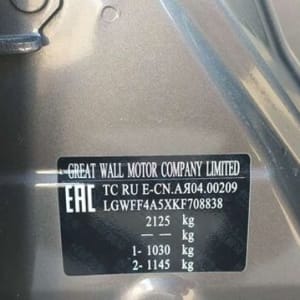 GREAT WALL MOTOR COMPANY LIMITED
EAC TC RU E-CN.АЯ04.00209
LGWFF4A5XKF708838
2125 kg
— — kg
1- 1030 kg
2- 1145 kg